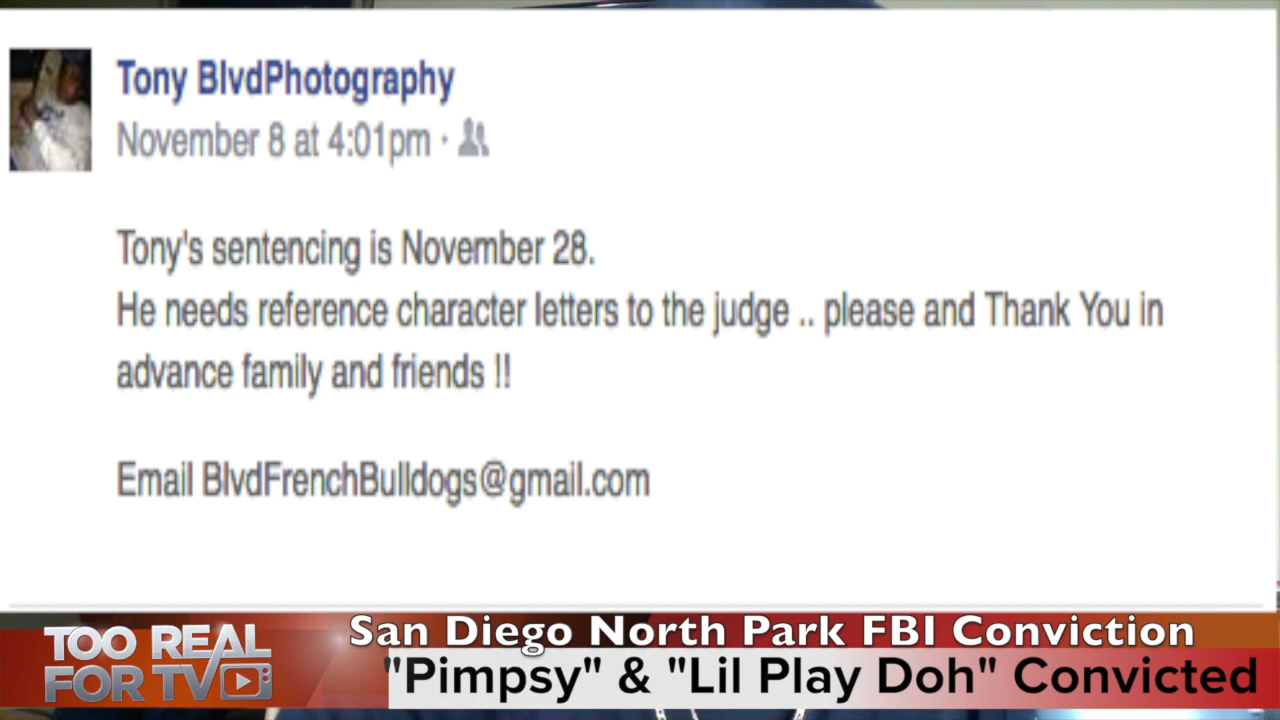 Tony BlvdPhotography
November 8 at 4:01pm ·
Tony's sentencing is November 28.
He needs reference character letters to the judge .. please and Thank You in
advance family and friends !!
Email BlvdFrenchBulldogs@gmail.com
TOO REAL
FOR TV
San Diego North Park FBI Conviction
"Pimpsy" & "Lil Play Doh" Convicted